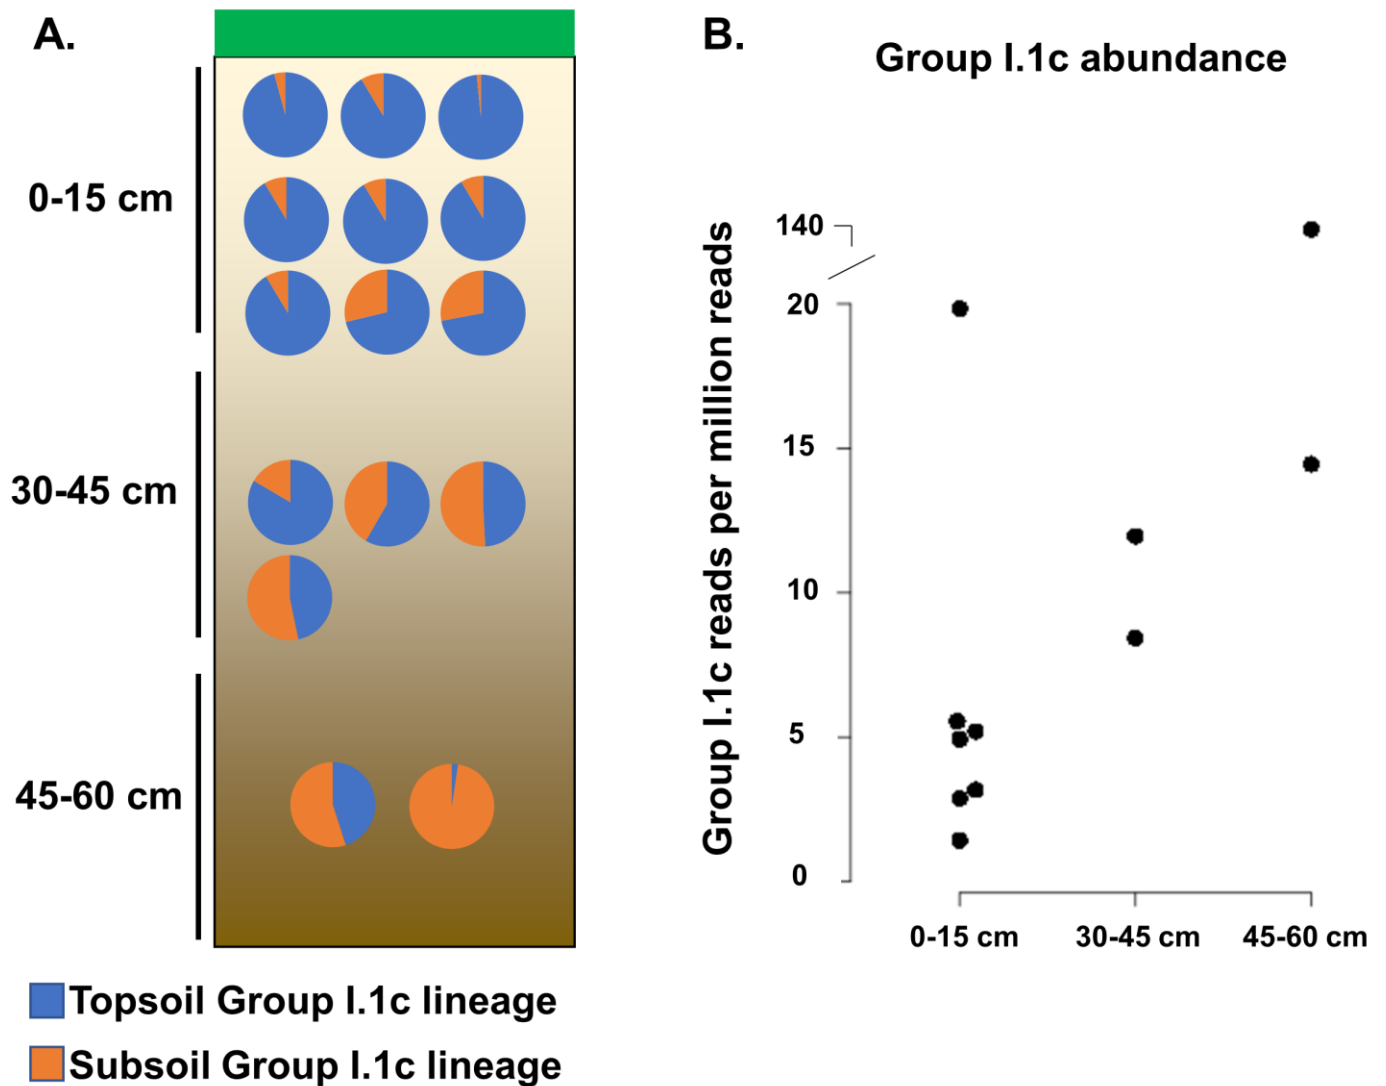 A.
0-15 cm
30-45 cm
45-60 cm
Topsoil Group I.1c lineage
Subsoil Group I.1c lineage
B.
Group I.1c abundance
Group I.1c reads per million reads
140
20
15
10
5
0
0-15 cm
30-45 cm
45-60 cm